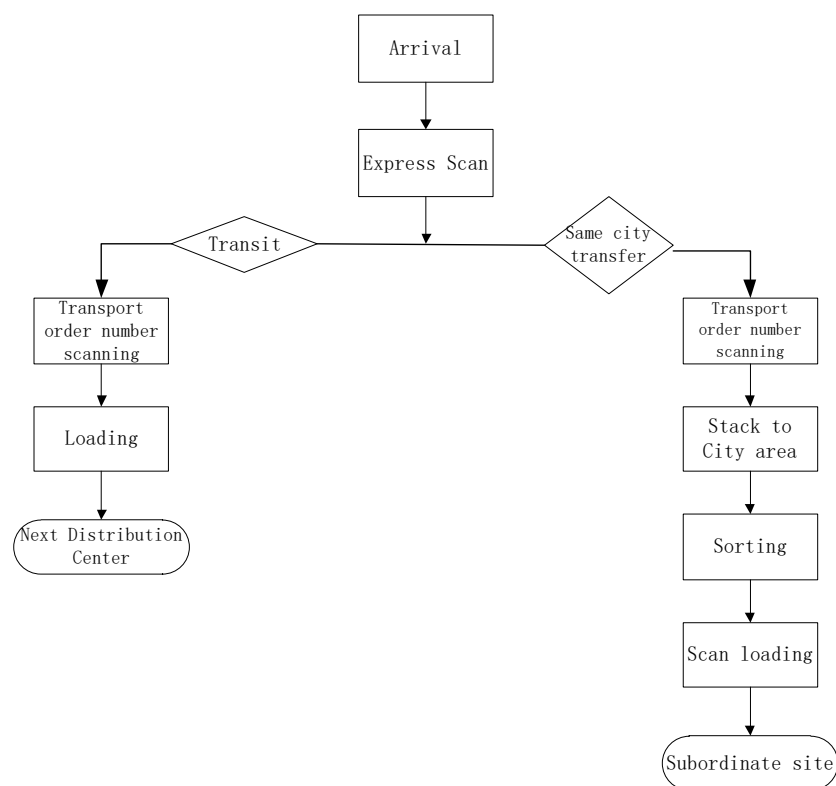 Arrival
Express Scan
Transit
Same city
transfer
Transport
order number
scanning
Transport
order number
scanning
Loading
Stack to
City area
Next Distribution
Center
Sorting
Scan loading
Subordinate site